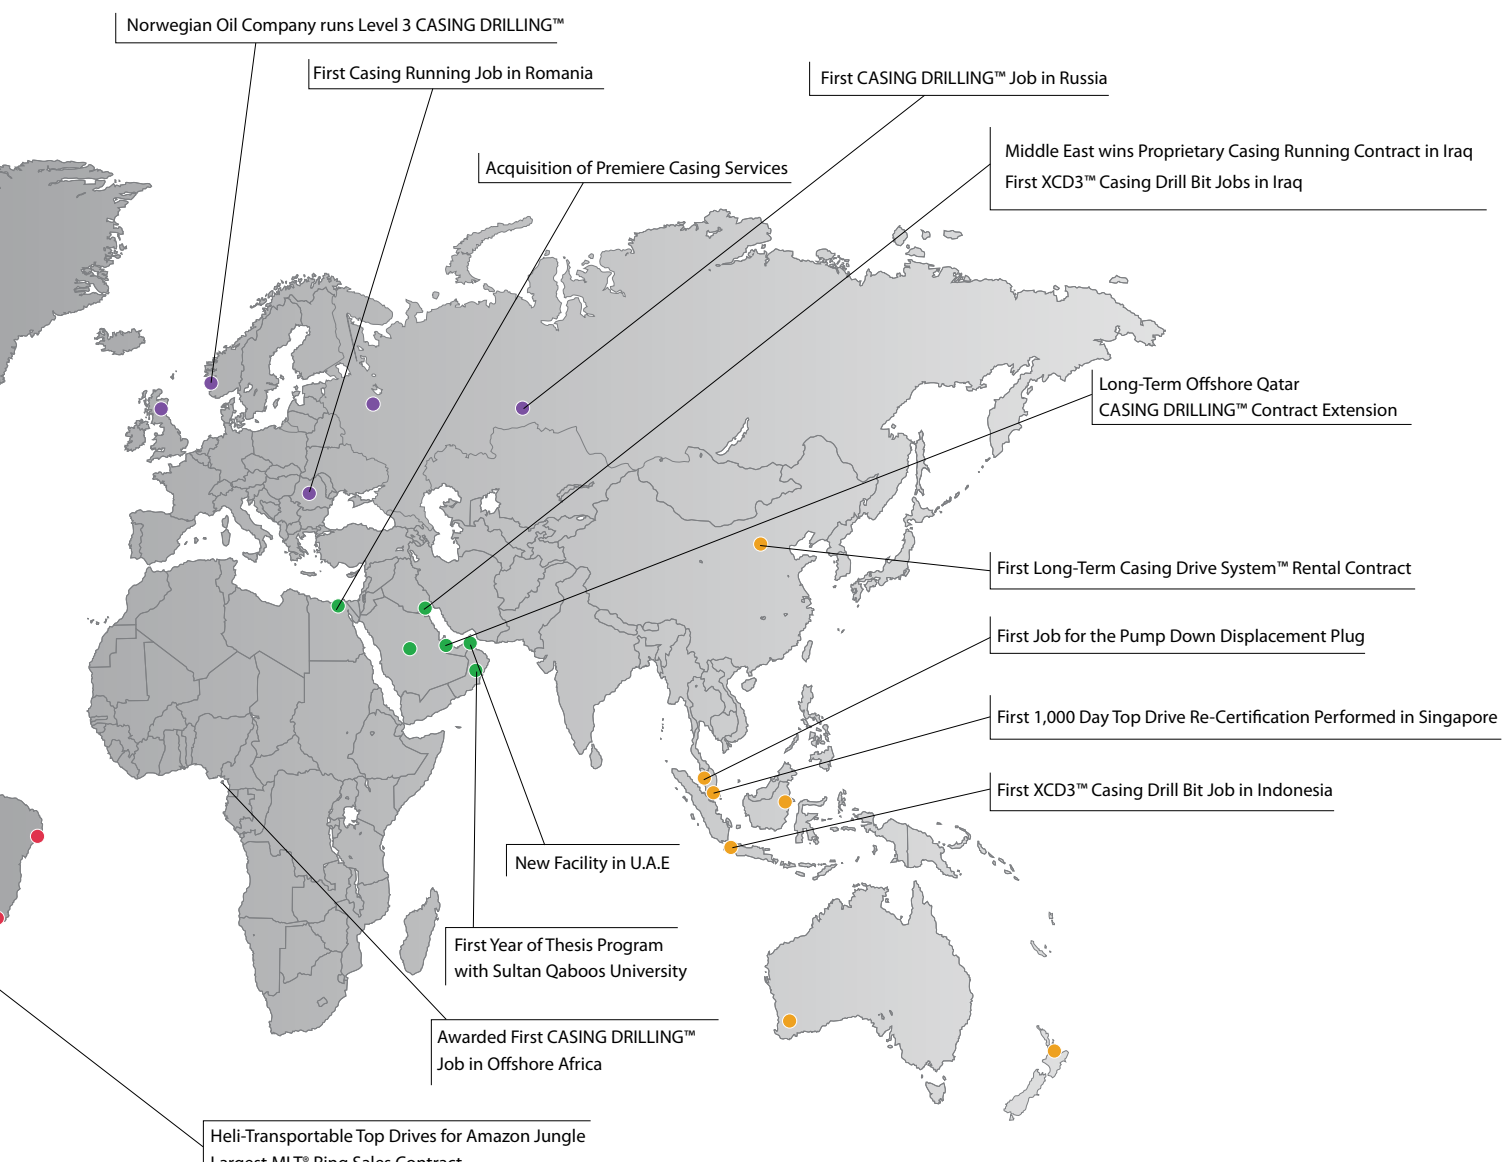 Norwegian Oil Company runs Level 3 CASING DRILLING™
First Casing Running Job in Romania
First CASING DRILLING™ Job in Russia
Middle East wins Proprietary Casing Running Contract in Iraq
First XCD3™ Casing Drill Bit Jobs in Iraq
Acquisition of Premiere Casing Services
Long-Term Offshore Qatar
CASING DRILLING™ Contract Extension
First Long-Term Casing Drive System™ Rental Contract
First Job for the Pump Down Displacement Plug
First 1,000 Day Top Drive Re-Certification Performed in Singapore
First XCD3™ Casing Drill Bit Job in Indonesia
New Facility in U.A.E
First Year of Thesis Program
with Sultan Qaboos University
Awarded First CASING DRILLING™
Job in Offshore Africa
Heli-Transportable Top Drives for Amazon Jungle
Largest MLT® Ring Sales Contract